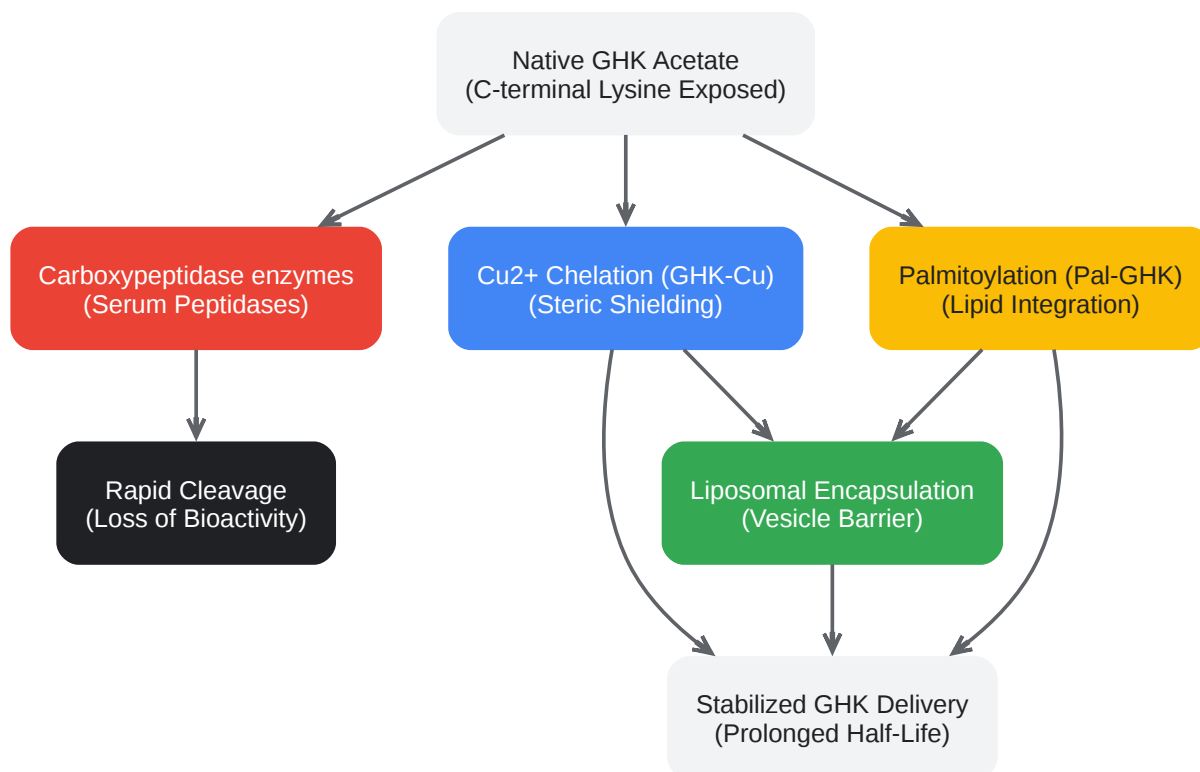 Native GHK Acetate
(C-terminal Lysine Exposed)
Carboxypeptidase enzymes
(Serum Peptidases)
Cu2+ Chelation (GHK-Cu)
(Steric Shielding)
Palmitoylation (Pal-GHK)
(Lipid Integration)
Rapid Cleavage
(Loss of Bioactivity)
Liposomal Encapsulation
(Vesicle Barrier)
Stabilized GHK Delivery
(Prolonged Half-Life)